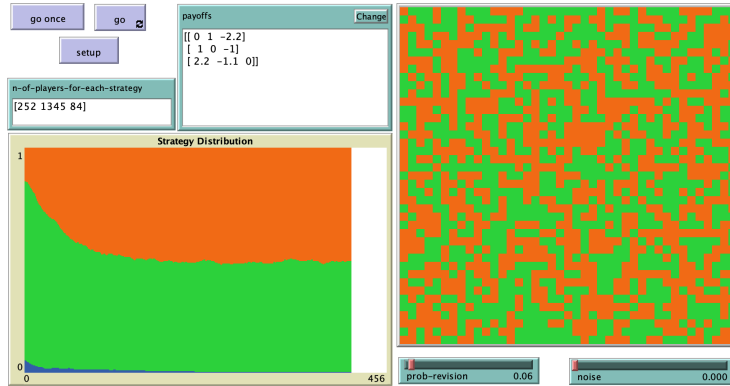 go once
go
setup
n-of-players-for-each-strategy
[252 1345 84]
payoffs
Change
[[ 0  1  -2.2]
[  1  0  -1]
[ 2.2  -1.1  0]]
Strategy Distribution
1
0
0
456
prob-revision
0.06
noise
0.000